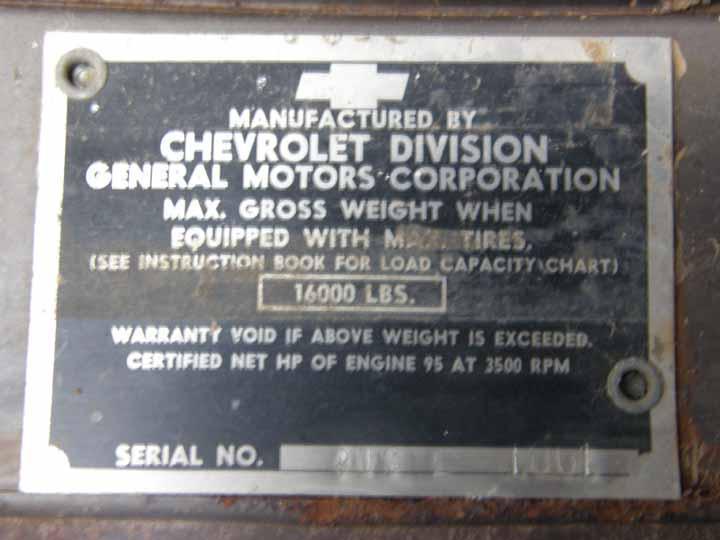 MANUFACTURED BY
CHEVROLET DIVISION
GENERAL MOTORS CORPORATION
MAX. GROSS WEIGHT WHEN
EQUIPPED WITH MAX. TIRES.
(SEE INSTRUCTION BOOK FOR LOAD CAPACITY CHART)
16000 LBS.
WARRANTY VOID IF ABOVE WEIGHT IS EXCEEDED.
CERTIFIED NET HP OF ENGINE 95 AT 3500 RPM
SERIAL NO.